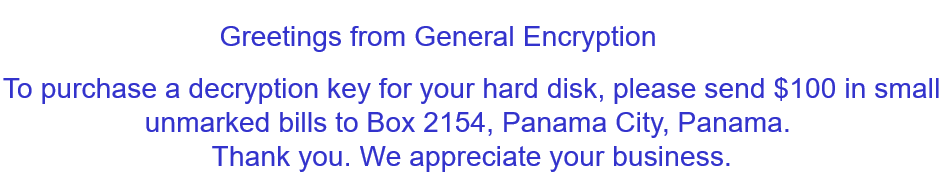 Greetings from General Encryption
To purchase a decryption key for your hard disk, please send $100 in small
unmarked bills to Box 2154, Panama City, Panama.
Thank you. We appreciate your business.